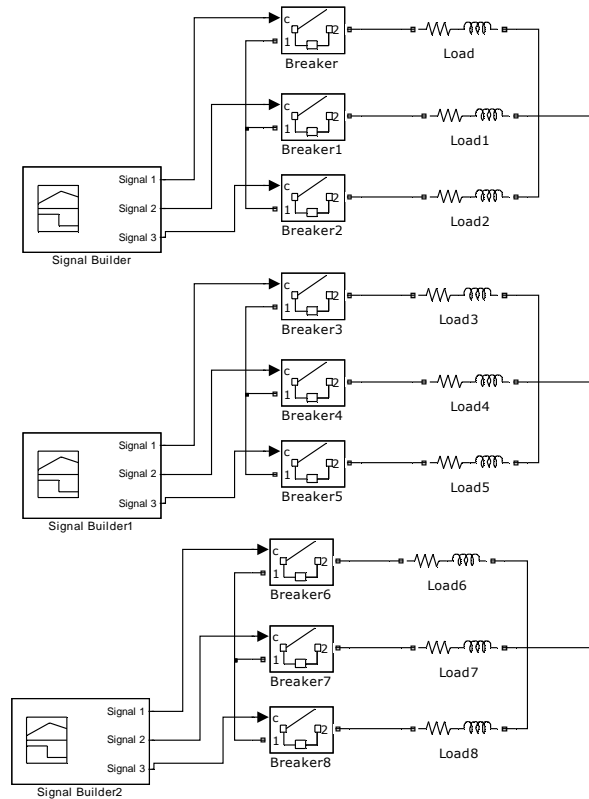 c
1
2
Breaker
Load
c
1
2
Breaker1
Load1
c
1
2
Breaker2
Load2
Signal 1
Signal 2
Signal 3
Signal Builder
c
1
2
Breaker3
Load3
c
1
2
Breaker4
Load4
c
1
2
Breaker5
Load5
Signal 1
Signal 2
Signal 3
Signal Builder1
c
1
2
Breaker6
Load6
c
1
2
Breaker7
Load7
c
1
2
Breaker8
Load8
Signal 1
Signal 2
Signal 3
Signal Builder2